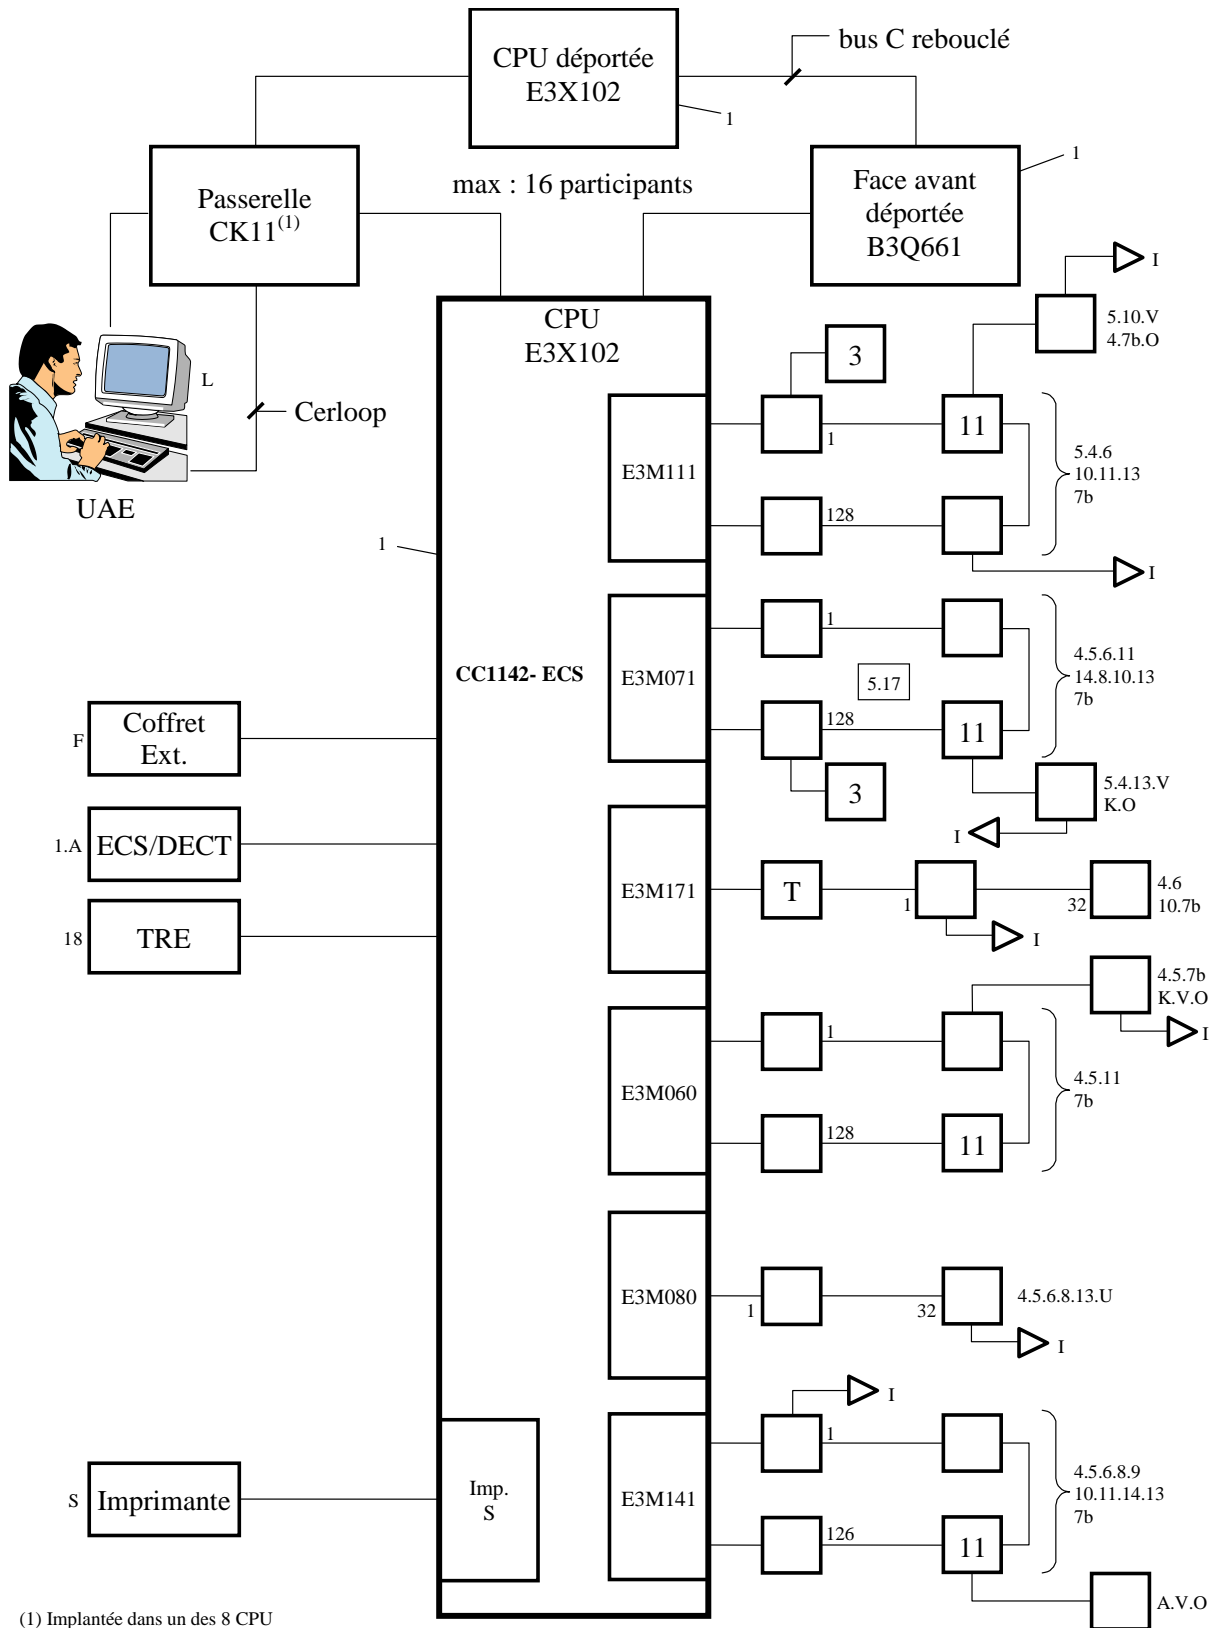 bus C rebouclé
CPU déportée
E3X102
1
1
Passerelle
CK11(1)
max : 16 participants
Face avant
déportée
B3Q661
I
CPU
E3X102
5.10.V
4.7b.O
3
L
Cerloop
11
1
E3M111
5.4.6
10.11.13
7b
UAE
128
1
I
1
CC1142- ECS
E3M071
5.17
4.5.6.11
14.8.10.13
7b
128
11
F
Coffret
Ext.
3
5.4.13.V
K.O
I
1.A
ECS/DECT
E3M171
T
1
32
4.6
10.7b
I
18
TRE
4.5.7b
K.V.O
I
1
E3M060
4.5.11
7b
128
11
E3M080
1
32
4.5.6.8.13.U
I
I
1
S
Imprimante
Imp.
S
E3M141
4.5.6.8.9
10.11.14.13
7b
126
11
A.V.O
(1) Implantée dans un des 8 CPU